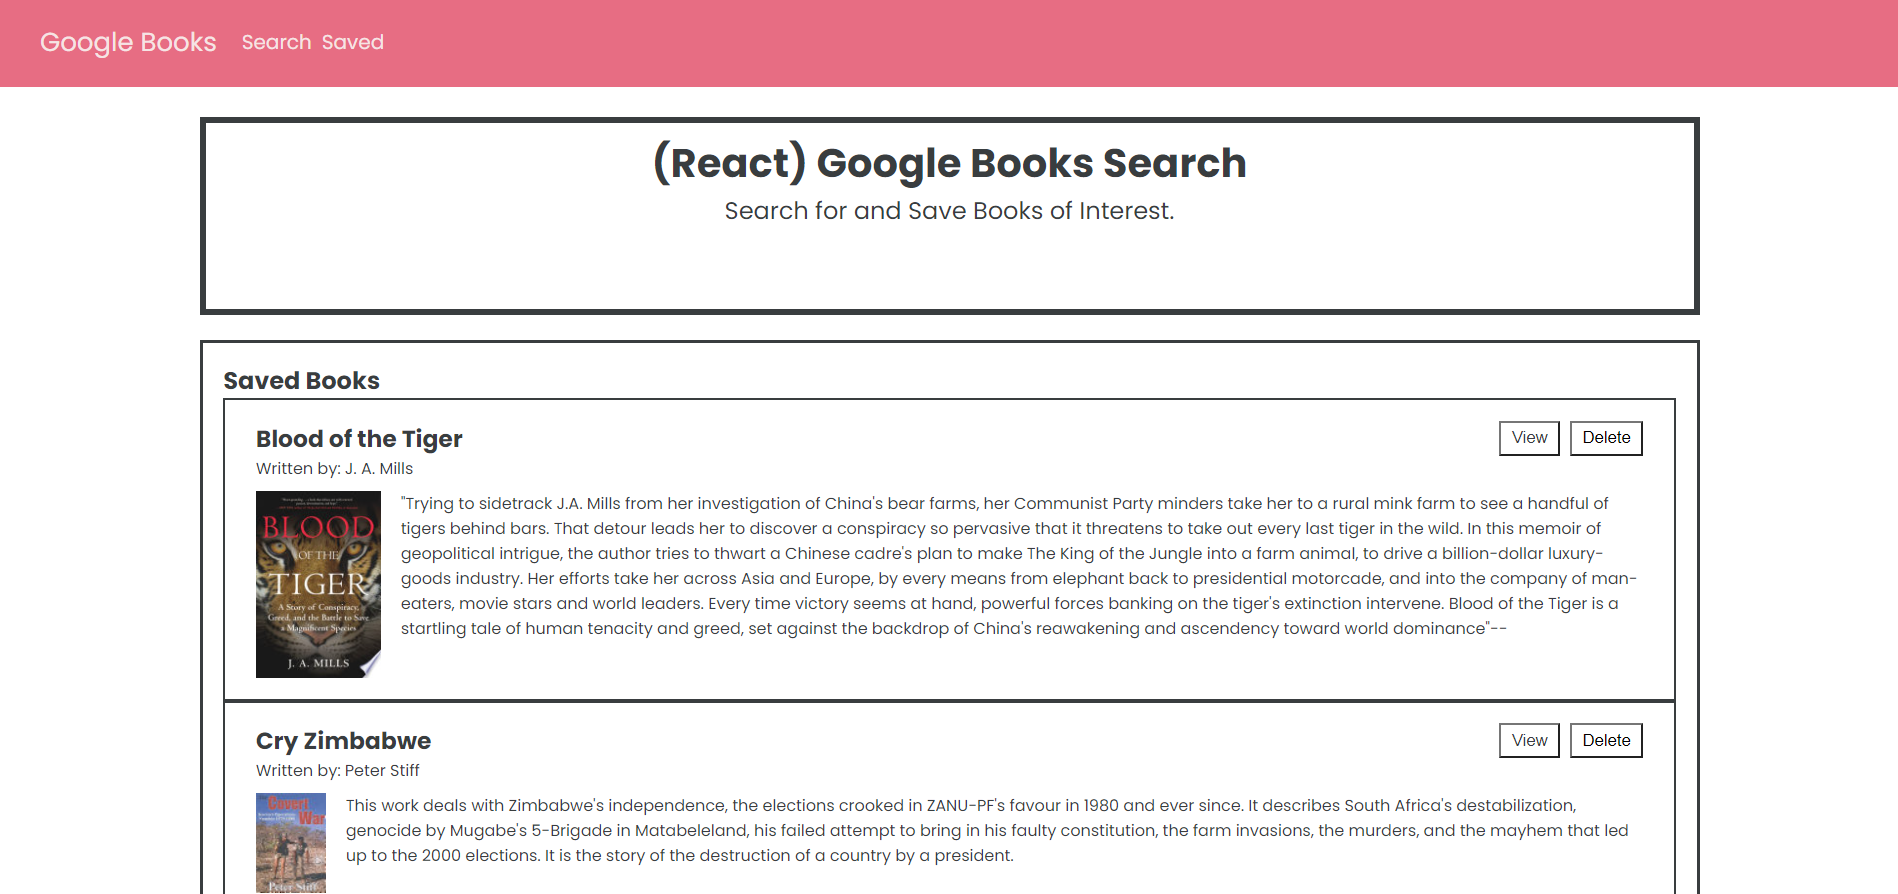 Google Books Search Saved
(React) Google Books Search
Search for and Save Books of Interest.
Saved Books
Blood of the Tiger
View Delete
Written by: J. A. Mills
BLOOD
OF THE
TIGER
A Story of Conspiracy,
Greed, and the Battle to Save
a Magnificent Species
J. A. MILLS
"Trying to sidetrack J.A. Mills from her investigation of China's bear farms, her Communist Party minders take her to a rural mink farm to see a handful of
tigers behind bars. That detour leads her to discover a conspiracy so pervasive that it threatens to take out every last tiger in the wild. In this memoir of
geopolitical intrigue, the author tries to thwart a Chinese cadre's plan to make The King of the Jungle into a farm animal, to drive a billion-dollar luxury-
goods industry. Her efforts take her across Asia and Europe, by every means from elephant back to presidential motorcade, and into the company of man-
eaters, movie stars and world leaders. Every time victory seems at hand, powerful forces banking on the tiger's extinction intervene. Blood of the Tiger is a
startling tale of human tenacity and greed, set against the backdrop of China's reawakening and ascendency toward world dominance"--
Cry Zimbabwe
View Delete
Written by: Peter Stiff
Covert
War
Peter Stiff
This work deals with Zimbabwe's independence, the elections crooked in ZANU-PF's favour in 1980 and ever since. It describes South Africa's destabilization,
genocide by Mugabe's 5-Brigade in Matabeleland, his failed attempt to bring in his faulty constitution, the farm invasions, the murders, and the mayhem that led
up to the 2000 elections. It is the story of the destruction of a country by a president.